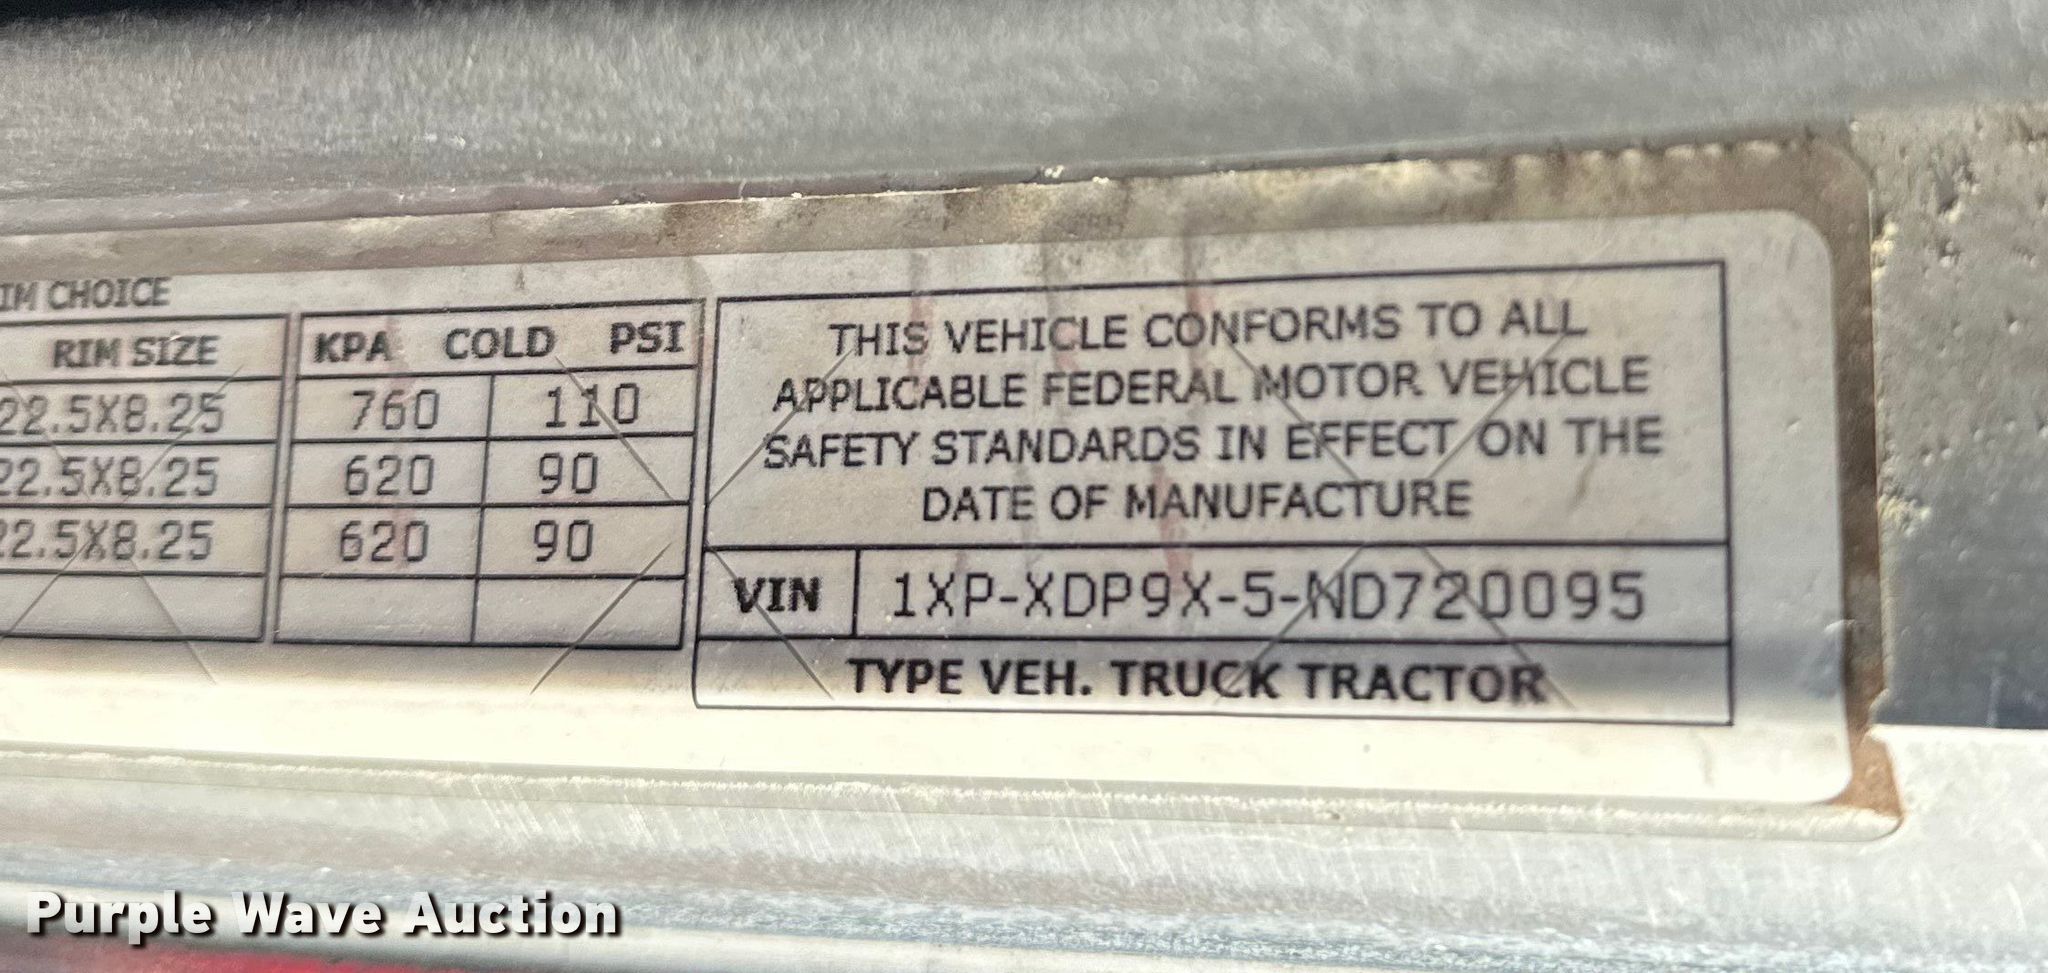 IM CHOICE
RIM SIZE KPA COLD PSI
22.5X8.25 760 110
22.5X8.25 620 90
22.5X8.25 620 90
THIS VEHICLE CONFORMS TO ALL
APPLICABLE FEDERAL MOTOR VEHICLE
SAFETY STANDARDS IN EFFECT ON THE
DATE OF MANUFACTURE
VIN 1XP-XDP9X-5-ND720095
TYPE VEH. TRUCK TRACTOR
Purple Wave Auction